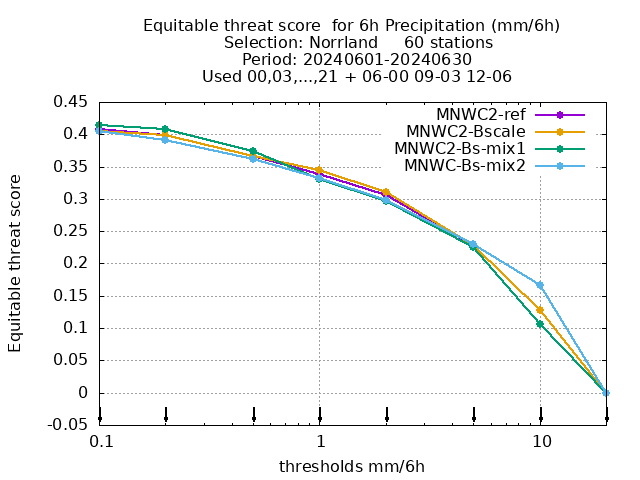 Equitable threat score  for 6h Precipitation (mm/6h)
Selection: Norrland     60 stations
Period: 20240601-20240630
Used 00,03,...,21 + 06-00 09-03 12-06
MNWC2-ref
MNWC2-Bscale
MNWC2-Bs-mix1
MNWC-Bs-mix2
Equitable threat score
0.45
0.4
0.35
0.3
0.25
0.2
0.15
0.1
0.05
0
-0.05
0.1
1
10
thresholds mm/6h